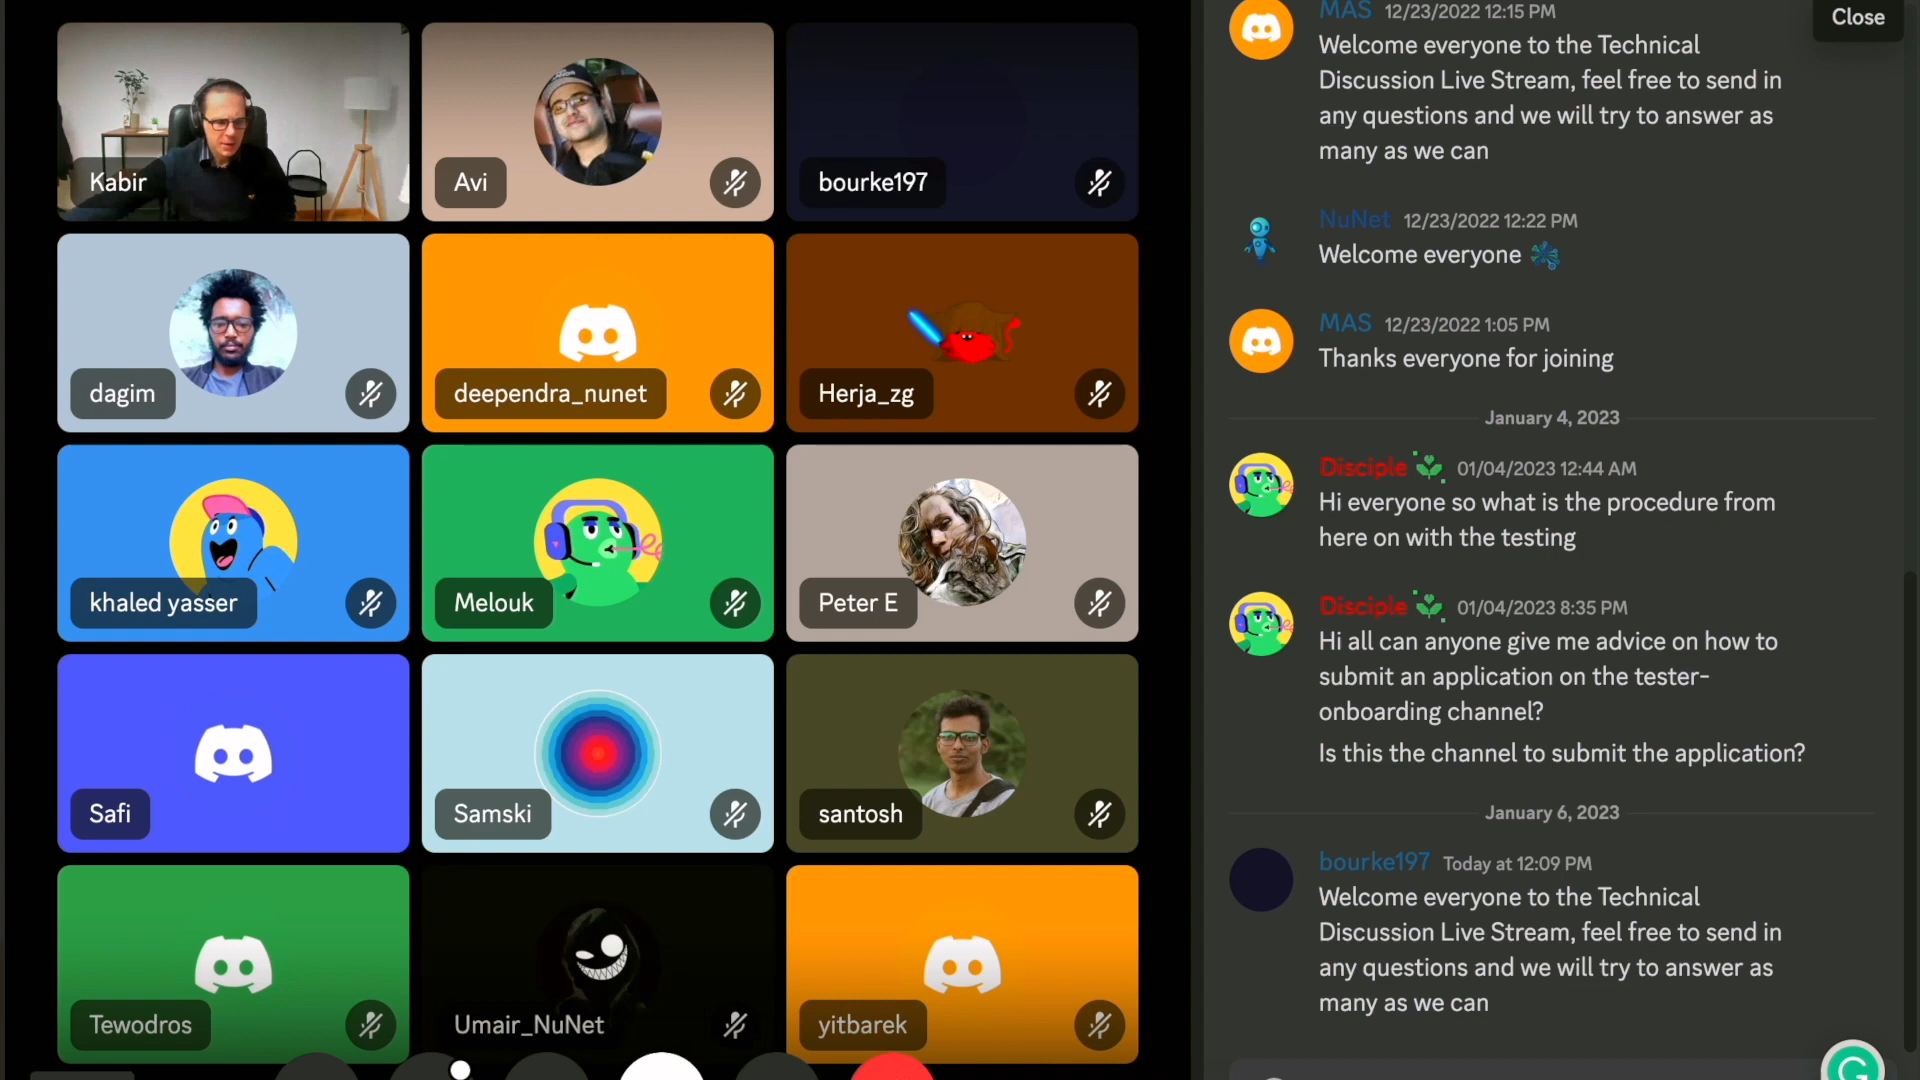 Kabir
Avi
bourke197
dagim
deependra_nunet
Herja_zg
khaled yasser
Melouk
Peter E
Safi
Samski
santosh
Tewodros
Umair_NuNet
yitbarek
Close
MAS 12/23/2022 12:15 PM
Welcome everyone to the Technical
Discussion Live Stream, feel free to send in
any questions and we will try to answer as
many as we can
NuNet 12/23/2022 12:22 PM
Welcome everyone
MAS 12/23/2022 1:05 PM
Thanks everyone for joining
January 4, 2023
Disciple 01/04/2023 12:44 AM
Hi everyone so what is the procedure from
here on with the testing
Disciple 01/04/2023 8:35 PM
Hi all can anyone give me advice on how to
submit an application on the tester-
onboarding channel?
Is this the channel to submit the application?
January 6, 2023
bourke197 Today at 12:09 PM
Welcome everyone to the Technical
Discussion Live Stream, feel free to send in
any questions and we will try to answer as
many as we can